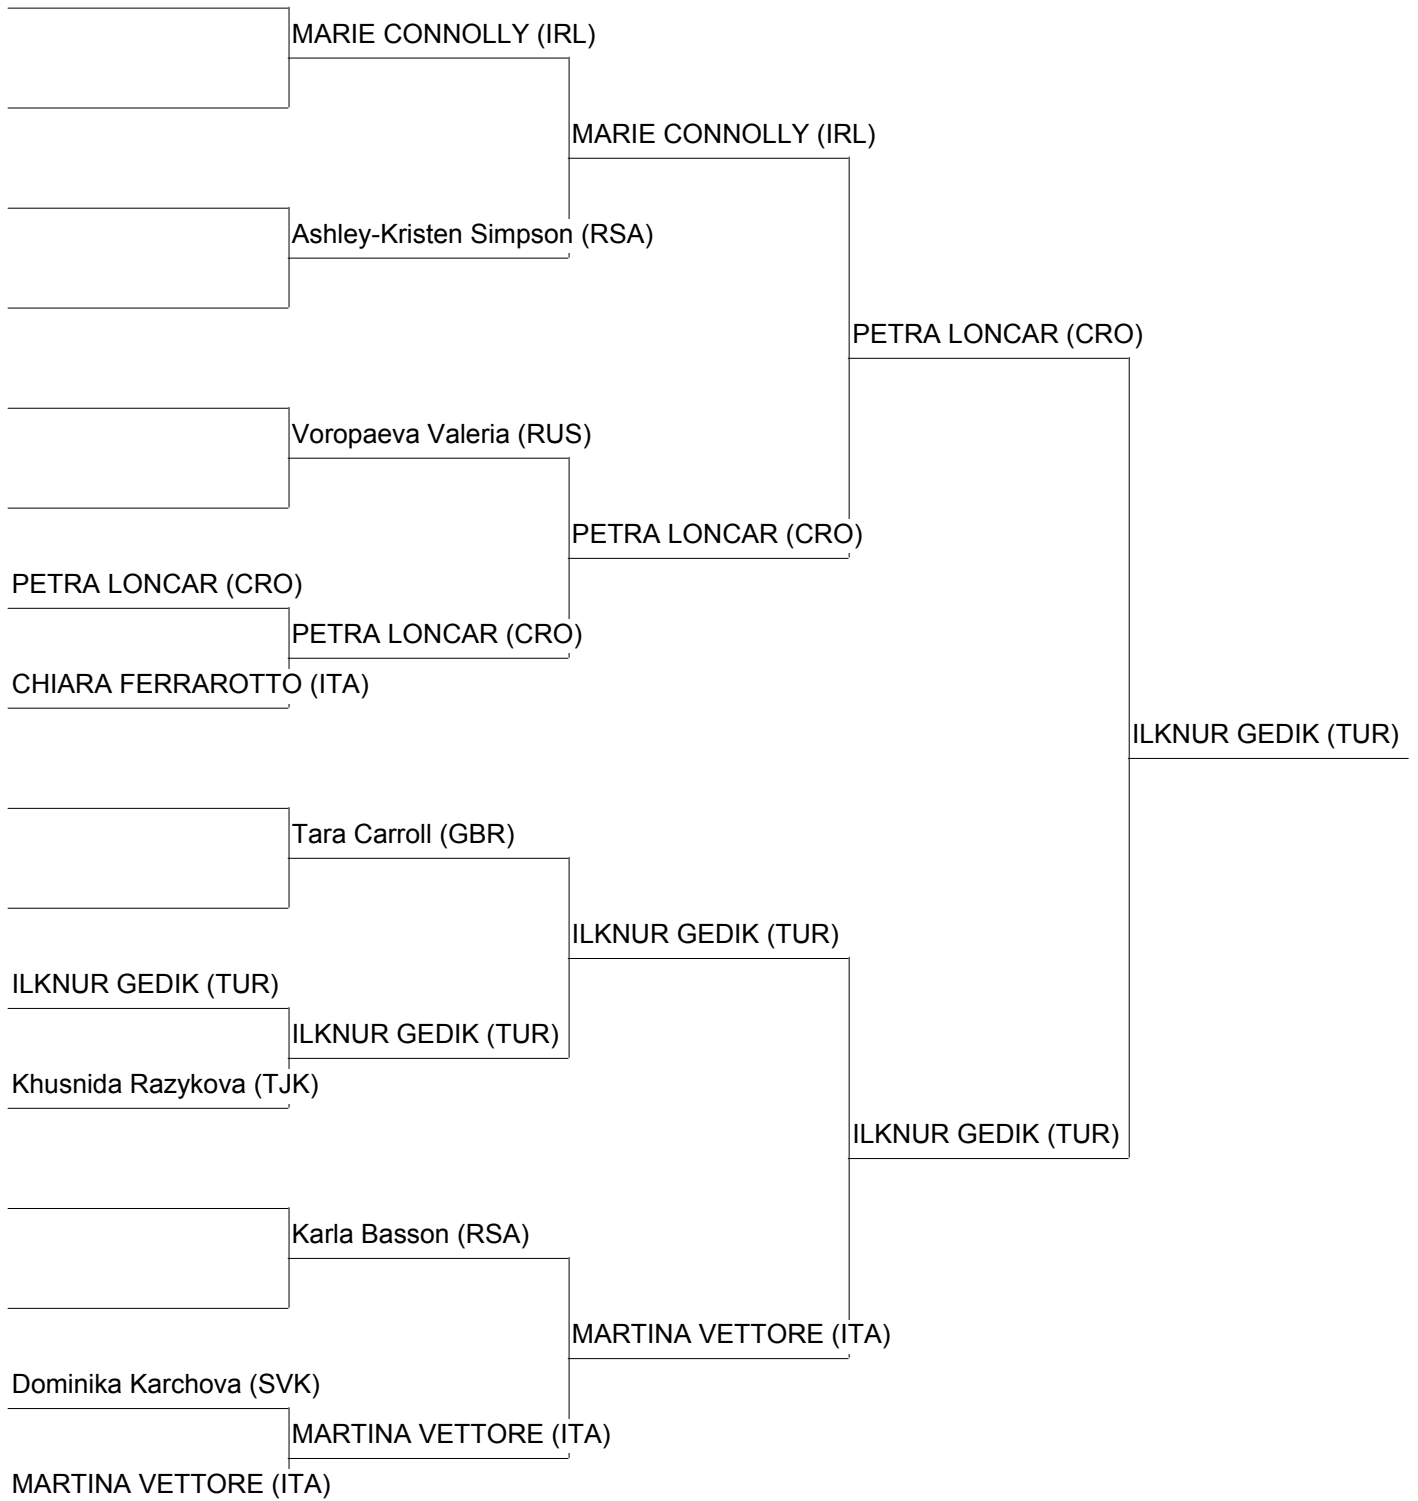 MARIE CONNOLLY (IRL)
MARIE CONNOLLY (IRL)
Ashley-Kristen Simpson (RSA)
PETRA LONCAR (CRO)
Voropaeva Valeria (RUS)
PETRA LONCAR (CRO)
PETRA LONCAR (CRO)
PETRA LONCAR (CRO)
CHIARA FERRAROTTO (ITA)
ILKNUR GEDIK (TUR)
Tara Carroll (GBR)
ILKNUR GEDIK (TUR)
ILKNUR GEDIK (TUR)
ILKNUR GEDIK (TUR)
Khusnida Razykova (TJK)
ILKNUR GEDIK (TUR)
Karla Basson (RSA)
MARTINA VETTORE (ITA)
Dominika Karchova (SVK)
MARTINA VETTORE (ITA)
MARTINA VETTORE (ITA)